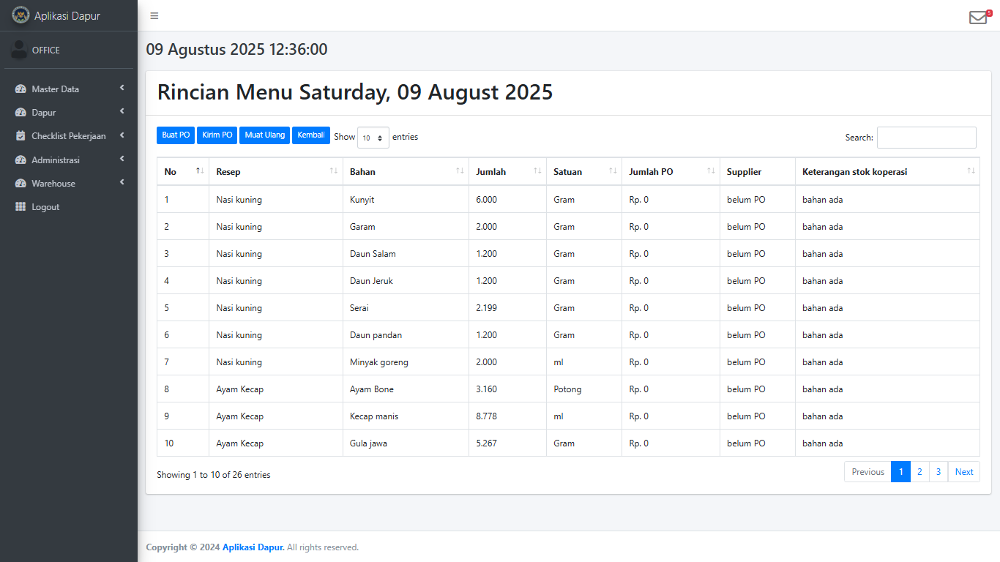 Aplikasi Dapur
5
OFFICE
09 Agustus 2025 12:36:00
Master Data
Dapur
Checklist Pekerjaan
Administrasi
Warehouse
Logout
Rincian Menu Saturday, 09 August 2025
Buat PO Kirim PO Muat Ulang Kembali Show 10 entries Search:
No Resep Bahan Jumlah Satuan Jumlah PO Supplier Keterangan stok koperasi
1 Nasi kuning Kunyit 6.000 Gram Rp. 0 belum PO bahan ada
2 Nasi kuning Garam 2.000 Gram Rp. 0 belum PO bahan ada
3 Nasi kuning Daun Salam 1.200 Gram Rp. 0 belum PO bahan ada
4 Nasi kuning Daun Jeruk 1.200 Gram Rp. 0 belum PO bahan ada
5 Nasi kuning Serai 2.199 Gram Rp. 0 belum PO bahan ada
6 Nasi kuning Daun pandan 1.200 Gram Rp. 0 belum PO bahan ada
7 Nasi kuning Minyak goreng 2.000 ml Rp. 0 belum PO bahan ada
8 Ayam Kecap Ayam Bone 3.160 Potong Rp. 0 belum PO bahan ada
9 Ayam Kecap Kecap manis 8.778 ml Rp. 0 belum PO bahan ada
10 Ayam Kecap Gula jawa 5.267 Gram Rp. 0 belum PO bahan ada
Showing 1 to 10 of 26 entries
Previous 1 2 3 Next
Copyright © 2024 Aplikasi Dapur. All rights reserved.